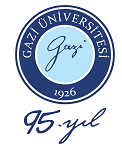 GAZİ ÜNİVERSİTESİ
Gazi
1926
95. yıl